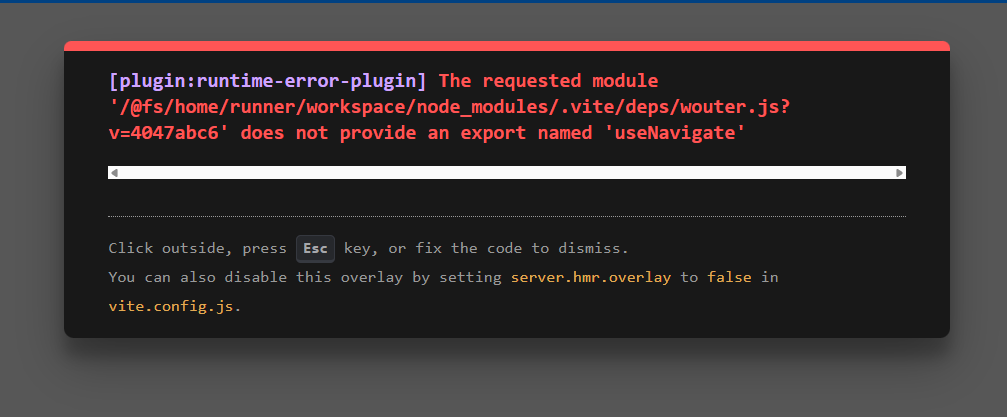 [plugin:runtime-error-plugin] The requested module
'/@fs/home/runner/workspace/node_modules/.vite/deps/wouter.js?
v=4047abc6' does not provide an export named 'useNavigate'
Click outside, press Esc key, or fix the code to dismiss.
You can also disable this overlay by setting server.hmr.overlay to false in
vite.config.js.